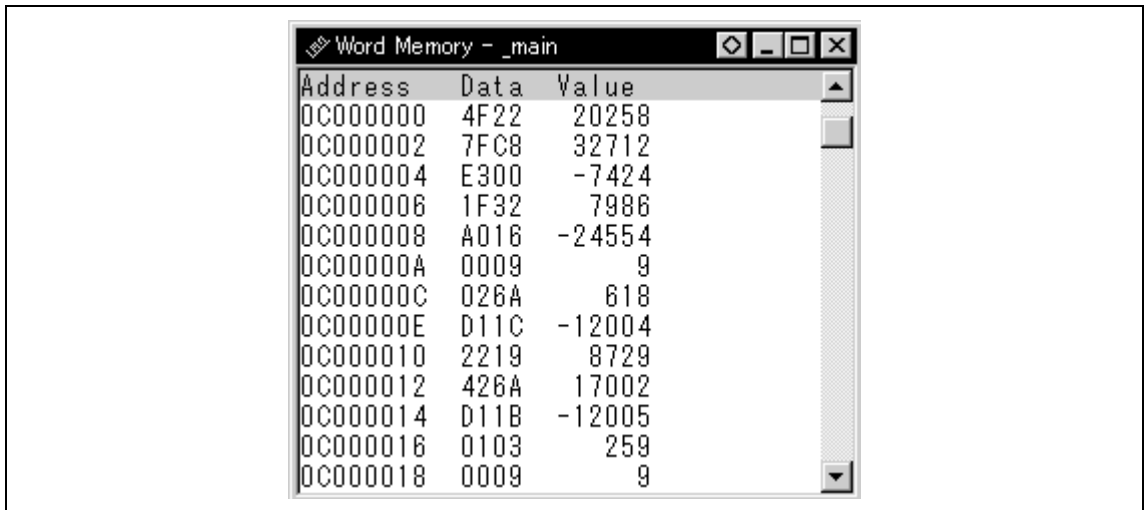 Word Memory - _main
Address Data Value
0C000000 4F22 20258
0C000002 7FC8 32712
0C000004 E300 -7424
0C000006 1F32 7986
0C000008 A016 -24554
0C00000A 0009 9
0C00000C 026A 618
0C00000E D11C -12004
0C000010 2219 8729
0C000012 426A 17002
0C000014 D11B -12005
0C000016 0103 259
0C000018 0009 9